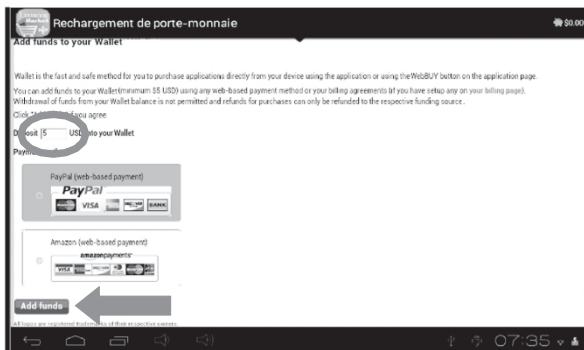 Market
Rechargement de porte-monnaie
$0.00
Add funds to your Wallet
Wallet is the fast and safe method for you to purchase applications directly from your device using the application or using the WebBUY button on the application page.
You can add funds to your Wallet(minimum $5 USD) using any web-based payment method or your billing agreements (if you have setup any on your billing page).
Withdrawal of funds from your Wallet balance is not permitted and refunds for purchases can only be refunded to the respective funding source.
Click if you agree
Deposit 5 USD into your Wallet
PayPal (web-based payment)
PayPal
VISA BANK
Amazon (web-based payment)
amazonpayments
VISA
Add funds
All logos are registered trademarks of their respective owners.
07:35